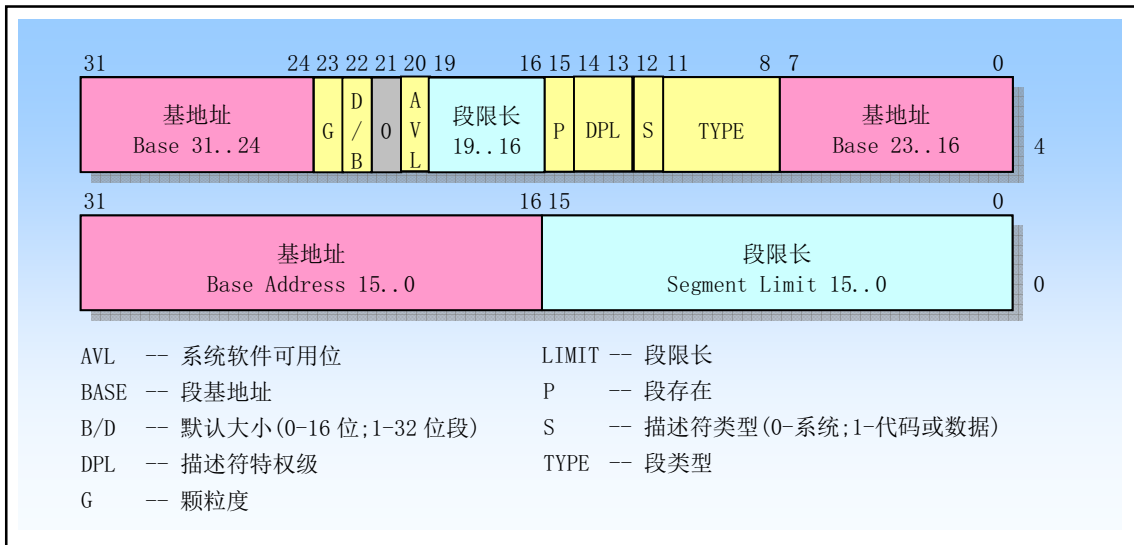 31 24 23 22 21 20 19 16 15 14 13 12 11 8 7 0
基地址
Base 31..24
G
D
/
B
0
A
V
L
段限长
19..16
P
DPL
S
TYPE
基地址
Base 23..16
4
31 16 15 0
基地址
Base Address 15..0
段限长
Segment Limit 15..0
0
AVL -- 系统软件可用位
BASE -- 段基地址
B/D -- 默认大小(0-16 位;1-32 位段)
DPL -- 描述符特权级
G -- 颗粒度
LIMIT -- 段限长
P -- 段存在
S -- 描述符类型(0-系统;1-代码或数据)
TYPE -- 段类型